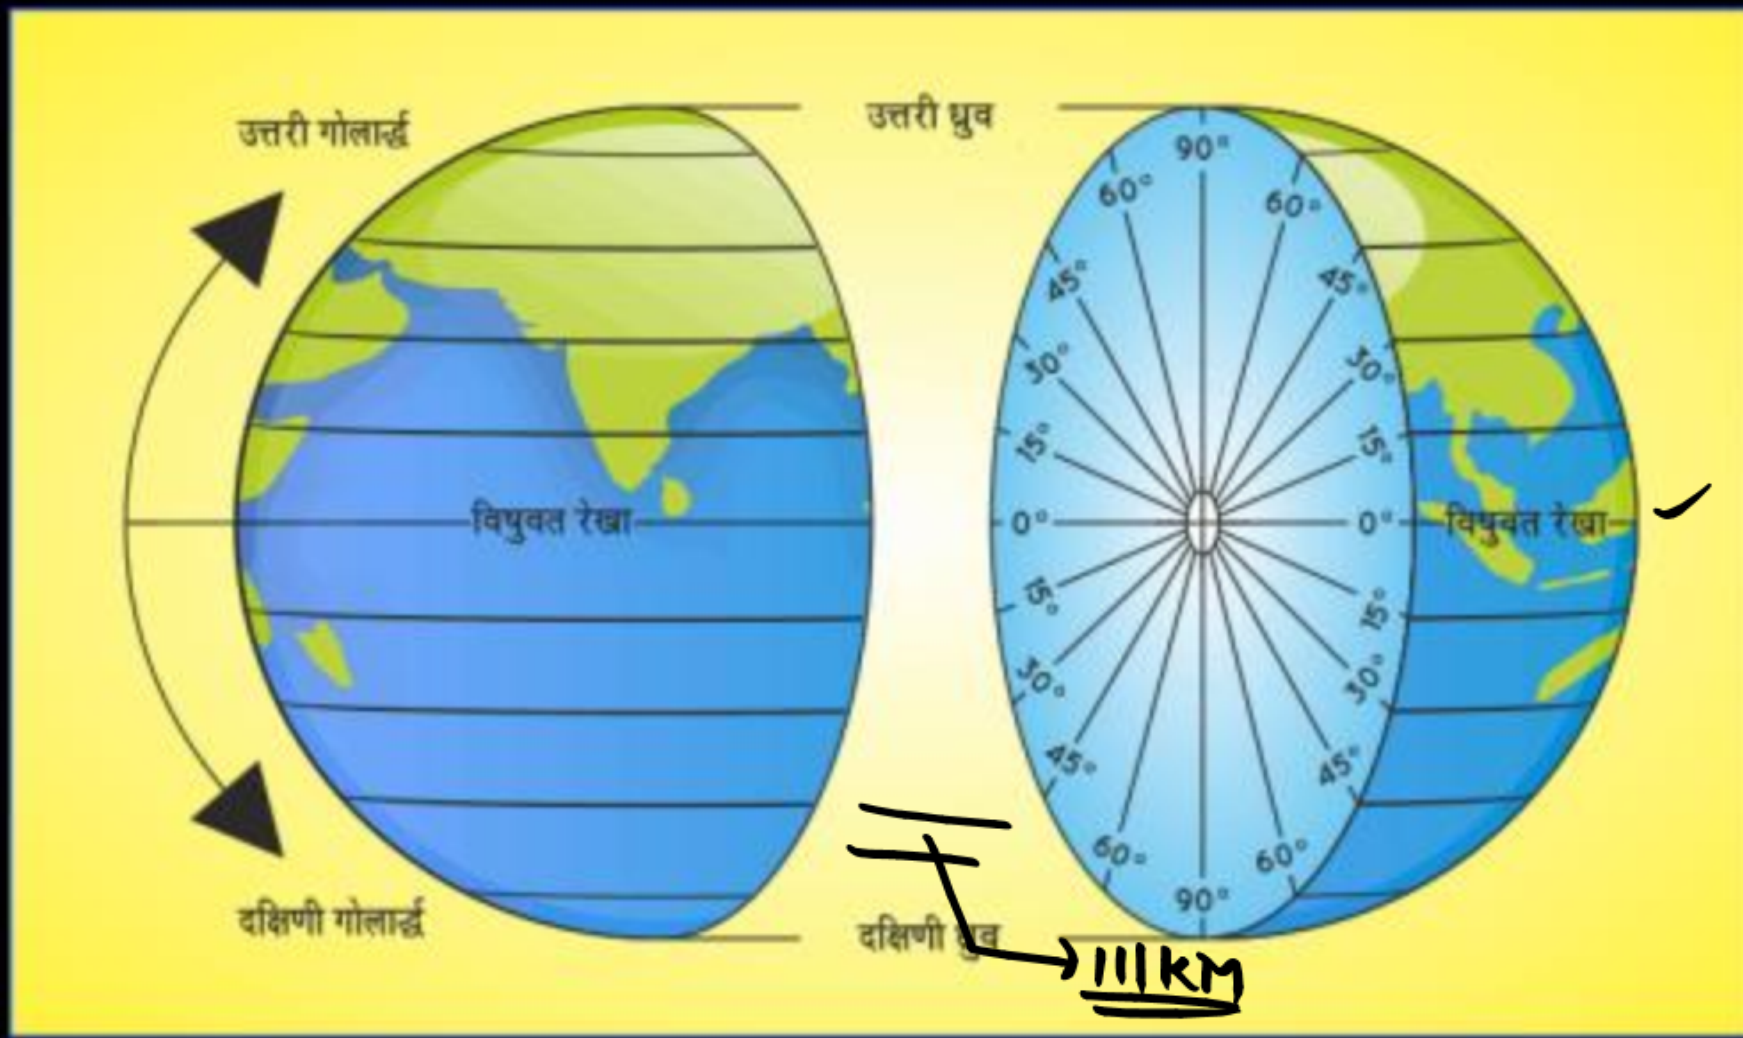 उत्तरी गोलार्द्ध
उत्तरी ध्रुव
90°
60° 60°
45° 45°
30° 30°
15° 15°
विषुवत रेखा
0° 0° विषुवत रेखा
15° 15°
30° 30°
45° 45°
60° 60°
90°
दक्षिणी गोलार्द्ध
दक्षिणी ध्रुव
111KM